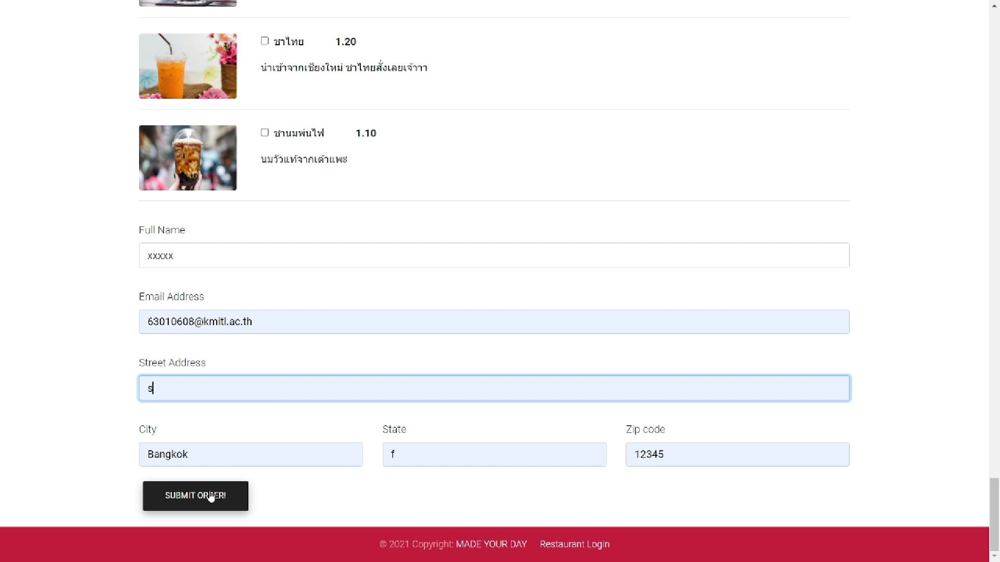 ชาไทย 1.20
นำเข้าจากเชียงใหม่ ชาไทยสั่งเลยเจ้าาา
ชานมพ่นไฟ 1.10
นมวัวแท้จากเต้าแพะ
Full Name
xxxxx
Email Address
63010608@kmitl.ac.th
Street Address
s
City State Zip code
Bangkok f 12345
SUBMIT ORDER!
© 2021 Copyright: MADE YOUR DAY Restaurant Login